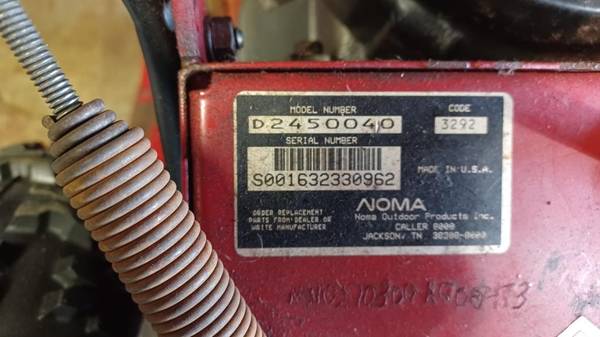 MODEL NUMBER
D2450040
CODE
3292
SERIAL NUMBER
S001632330962
MADE IN U.S.A.
ORDER REPLACEMENT
PARTS FROM DEALER OR
WRITE MANUFACTURER
NOMA
Noma Outdoor Products Inc.
CALLER 8000
JACKSON, TN 38308-8000